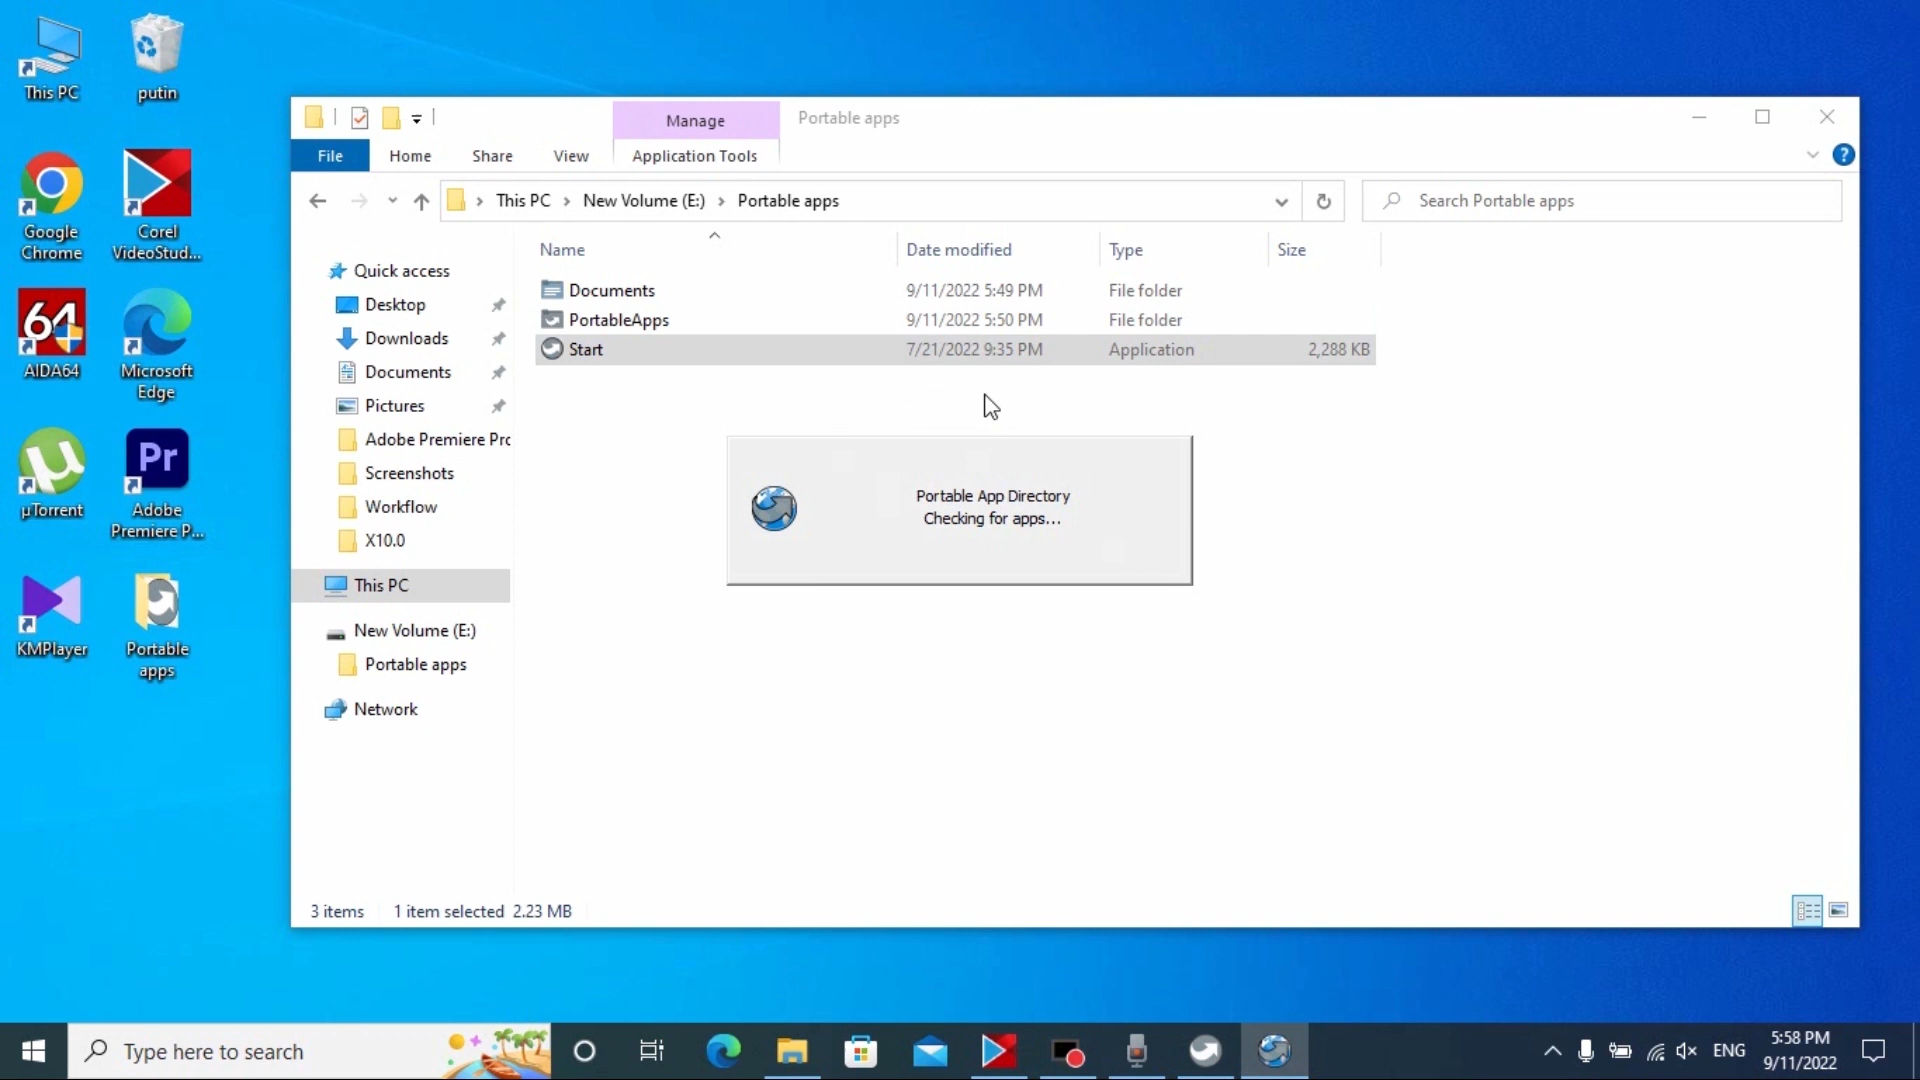 This PC
putin
Google
Chrome
Corel
VideoStud...
64
AIDA64
Microsoft
Edge
µTorrent
Pr
Adobe
Premiere P...
KMPlayer
Portable
apps
Manage
Portable apps
File
Home
Share
View
Application Tools
?
This PC
New Volume (E:)
Portable apps
Search Portable apps
Name
Date modified
Type
Size
Documents
9/11/2022 5:49 PM
File folder
PortableApps
9/11/2022 5:50 PM
File folder
Start
7/21/2022 9:35 PM
Application
2,288 KB
Quick access
Desktop
Downloads
Documents
Pictures
Adobe Premiere Pro
Screenshots
Workflow
X10.0
This PC
New Volume (E:)
Portable apps
Network
Portable App Directory
Checking for apps...
3 items
1 item selected 2.23 MB
Type here to search
ENG
5:58 PM
9/11/2022